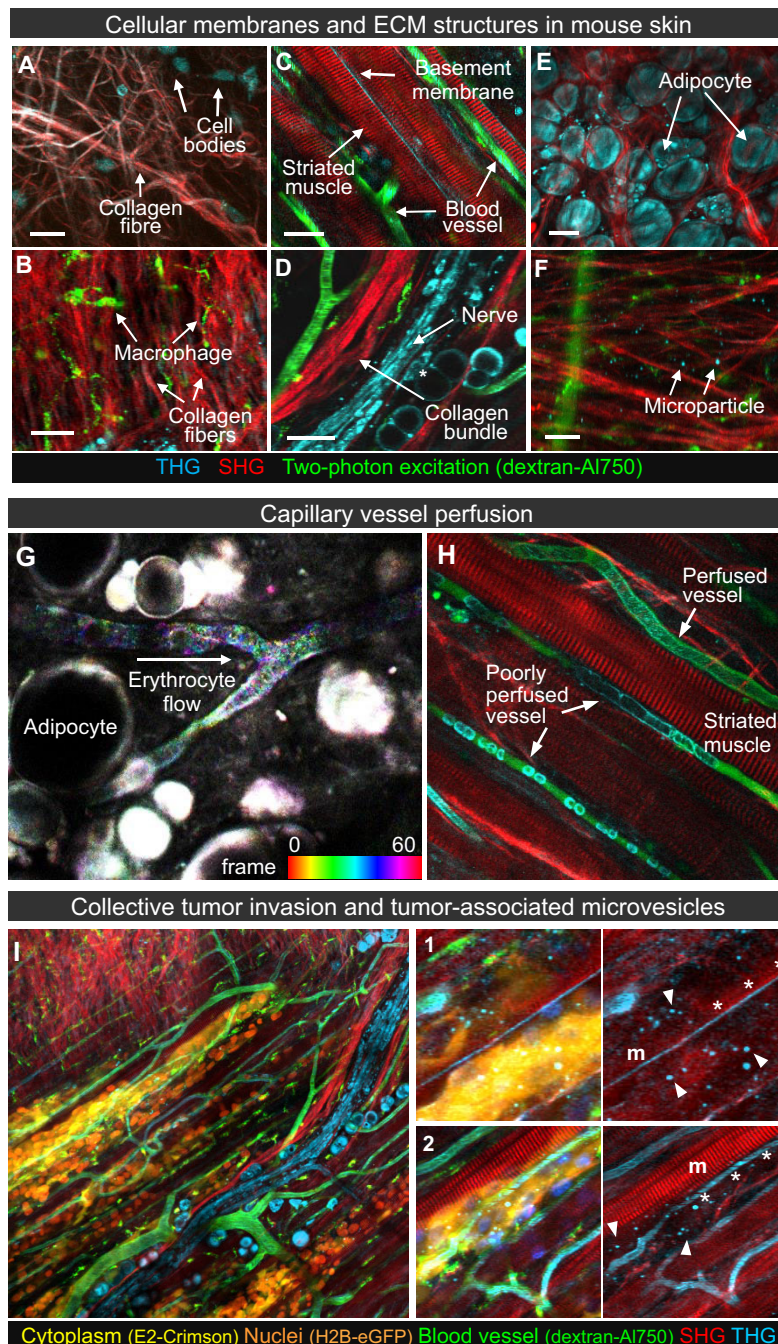 Cellular membranes and ECM structures in mouse skin
A
Cell
bodies
Collagen
fibre
C
Basement
membrane
Striated
muscle
Blood
vessel
E
Adipocyte
B
Macrophage
Collagen
fibers
D
Nerve
*
Collagen
bundle
F
Microparticle
THG SHG Two-photon excitation (dextran-Al750)
Capillary vessel perfusion
G
Erythrocyte
flow
Adipocyte
0 60
frame
H
Perfused
vessel
Poorly
perfused
vessel
Striated
muscle
Collective tumor invasion and tumor-associated microvesicles
I
1
* * *
m
2
m
* * *
Cytoplasm (E2-Crimson) Nuclei (H2B-eGFP) Blood vessel (dextran-Al750) SHG THG